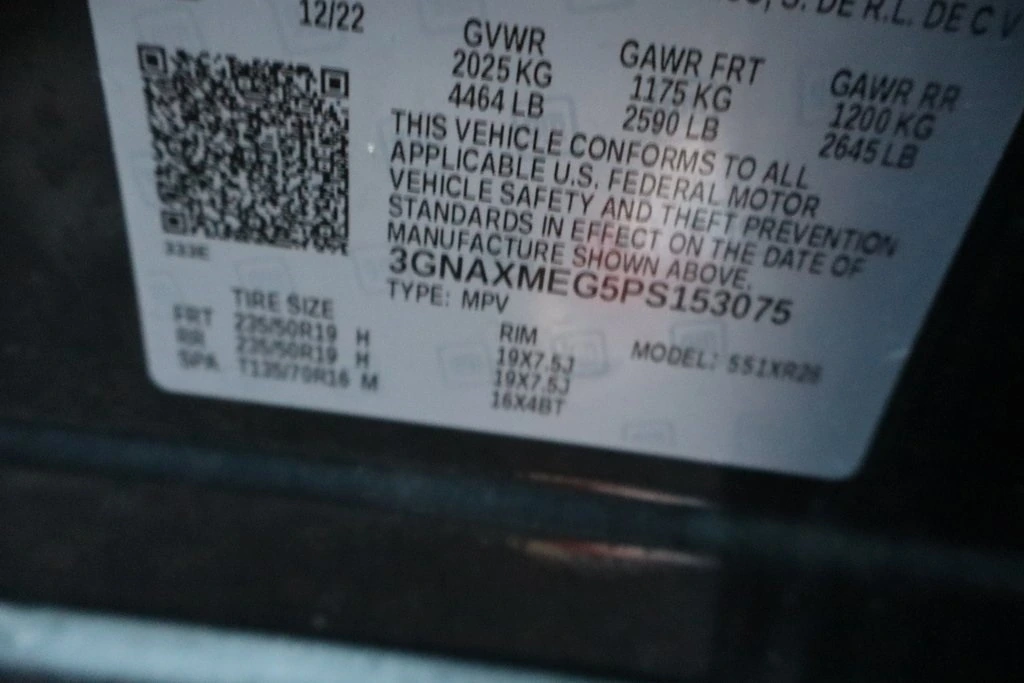 12/22
S. DE R.L. DE C V
GVWR
2025 KG
4464 LB
GAWR FRT
1175 KG
2590 LB
GAWR RR
1200 KG
2645 LB
THIS VEHICLE CONFORMS TO ALL
APPLICABLE U.S. FEDERAL MOTOR
VEHICLE SAFETY AND THEFT PREVENTION
STANDARDS IN EFFECT ON THE DATE OF
MANUFACTURE SHOWN ABOVE.
3GNAXMEG5PS153075
TYPE: MPV
333E
TIRE SIZE
FRT 235/50R19 H
RR 235/50R19 H
SPA T135/70R16 M
RIM
19X7.5J
19X7.5J
16X4BT
MODEL: 551XR26